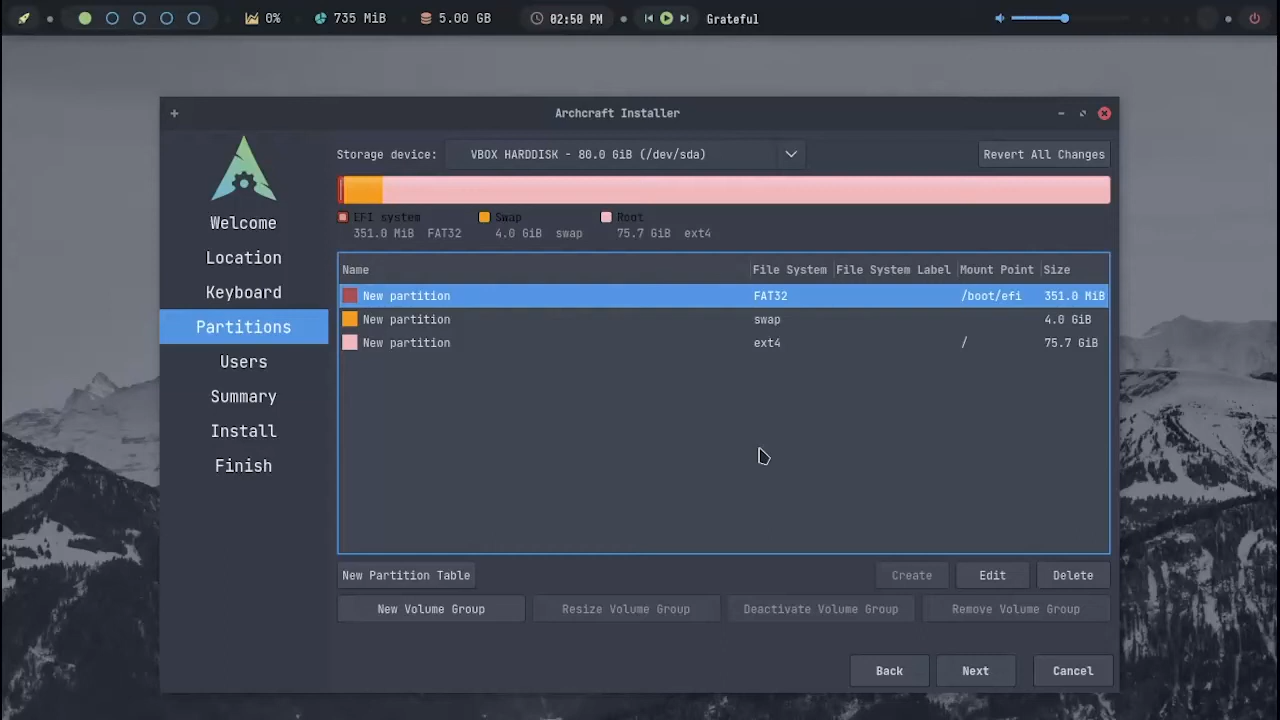 0% 735 MiB 5.00 GB 02:50 PM Grateful
Archcraft Installer
Storage device: VBOX HARDDISK - 80.0 GiB (/dev/sda) Revert All Changes
EFI system Swap Root
351.0 MiB FAT32 4.0 GiB swap 75.7 GiB ext4
Welcome
Location
Keyboard
Partitions
Users
Summary
Install
Finish
Name File System File System Label Mount Point Size
New partition FAT32 /boot/efi 351.0 MiB
New partition swap 4.0 GiB
New partition ext4 / 75.7 GiB
New Partition Table Create Edit Delete
New Volume Group Resize Volume Group Deactivate Volume Group Remove Volume Group
Back Next Cancel